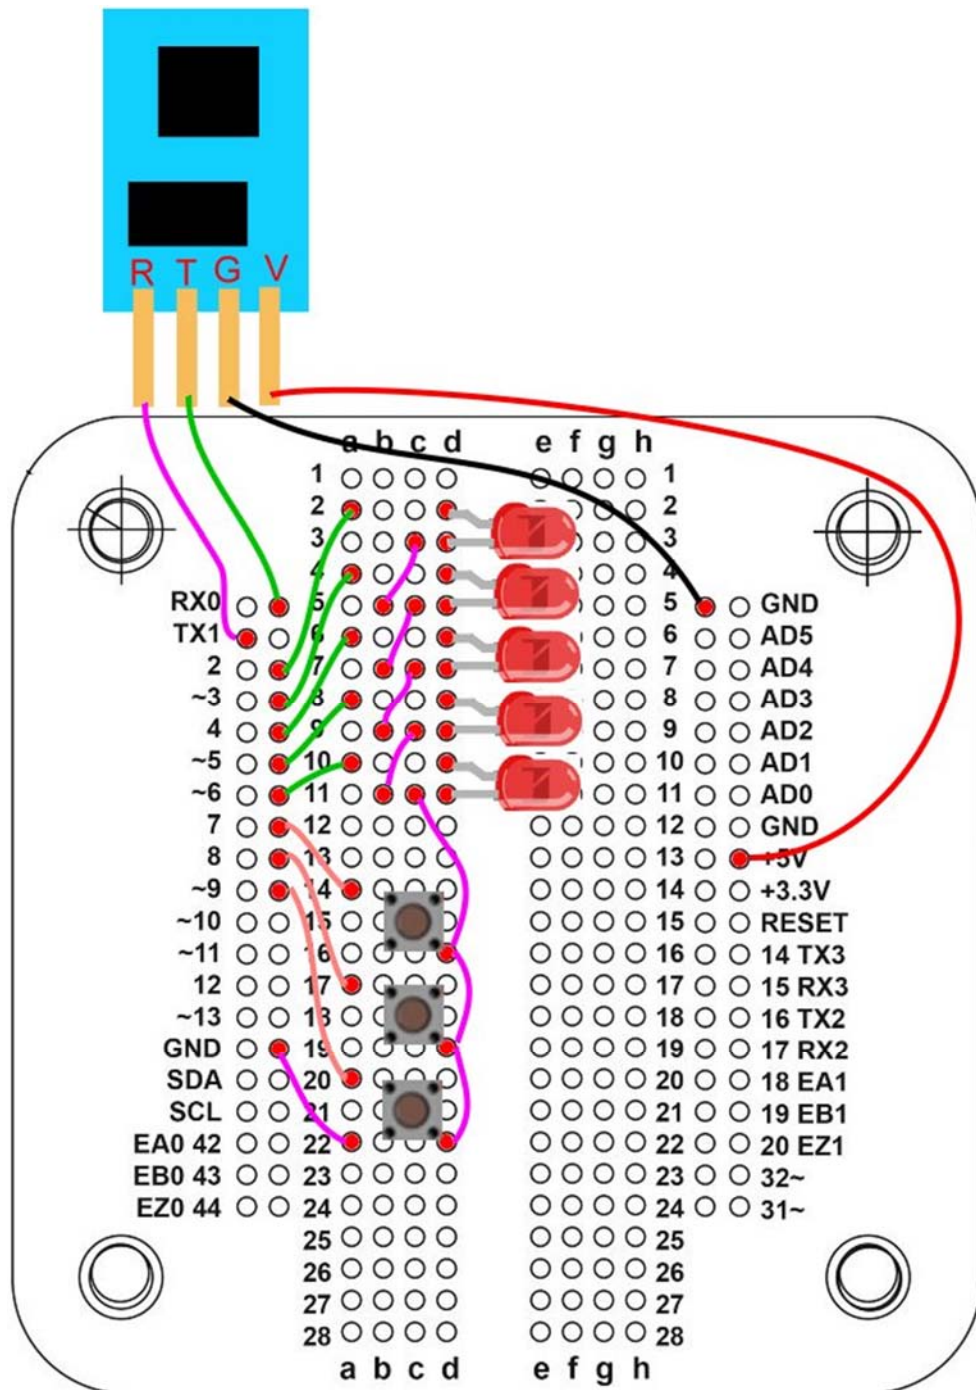 R T G V
a b c d e f g h
1 1
2 2
3 3
4 4
RX0 5 5 GND
TX1 6 6 AD5
2 7 7 AD4
~3 8 8 AD3
4 9 9 AD2
~5 10 10 AD1
~6 11 11 AD0
7 12 12 GND
8 13 13 +5V
~9 14 14 +3.3V
~10 15 15 RESET
~11 16 16 14 TX3
12 17 17 15 RX3
~13 18 18 16 TX2
GND 19 19 17 RX2
SDA 20 20 18 EA1
SCL 21 21 19 EB1
EA0 42 22 22 20 EZ1
EB0 43 23 23 32~
EZ0 44 24 24 31~
25 25
26 26
27 27
28 28
a b c d e f g h